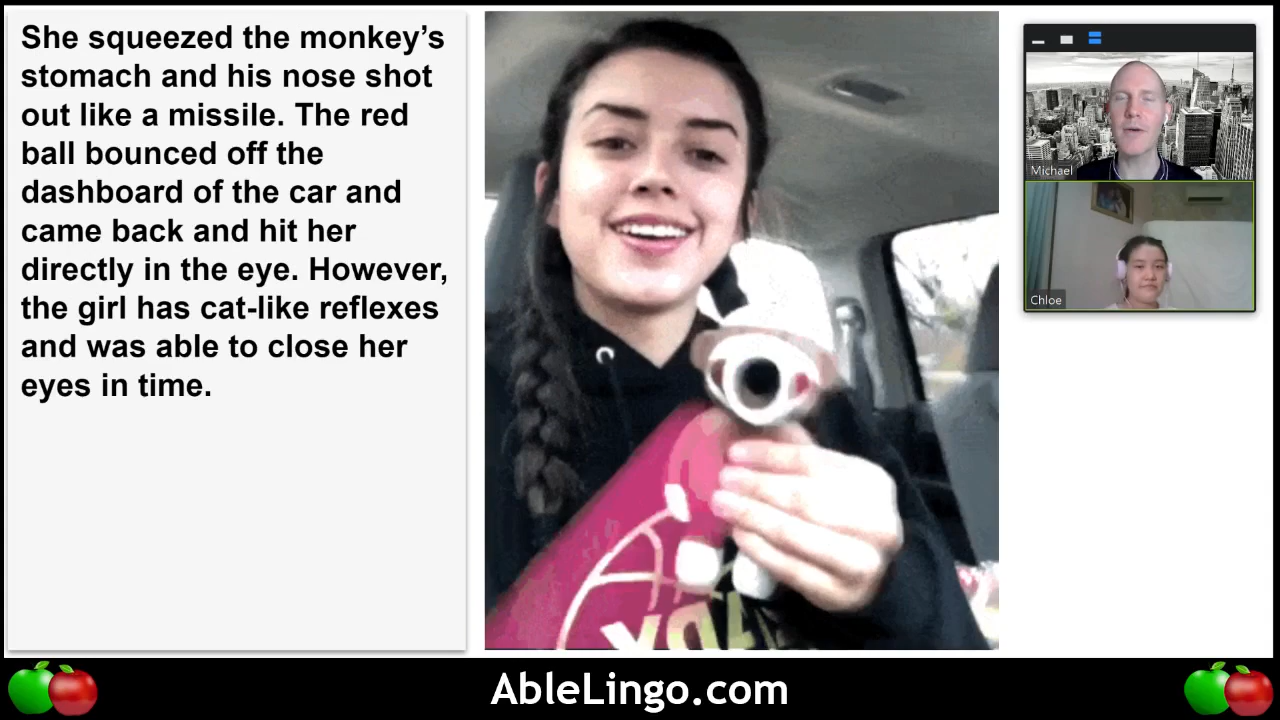 She squeezed the monkey’s
stomach and his nose shot
out like a missile. The red
ball bounced off the
dashboard of the car and
came back and hit her
directly in the eye. However,
the girl has cat-like reflexes
and was able to close her
eyes in time.
Michael
Chloe
AbleLingo.com